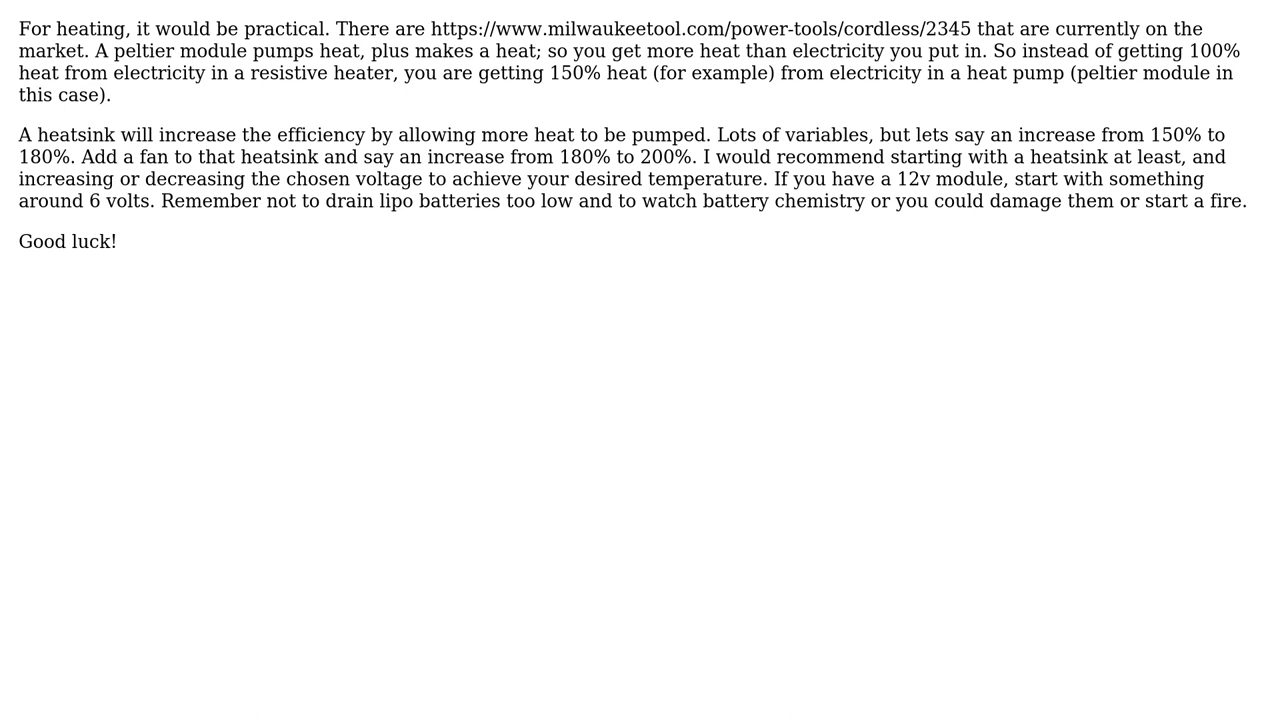 For heating, it would be practical. There are https://www.milwaukeetool.com/power-tools/cordless/2345 that are currently on the
market. A peltier module pumps heat, plus makes a heat; so you get more heat than electricity you put in. So instead of getting 100%
heat from electricity in a resistive heater, you are getting 150% heat (for example) from electricity in a heat pump (peltier module in
this case).
A heatsink will increase the efficiency by allowing more heat to be pumped. Lots of variables, but lets say an increase from 150% to
180%. Add a fan to that heatsink and say an increase from 180% to 200%. I would recommend starting with a heatsink at least, and
increasing or decreasing the chosen voltage to achieve your desired temperature. If you have a 12v module, start with something
around 6 volts. Remember not to drain lipo batteries too low and to watch battery chemistry or you could damage them or start a fire.
Good luck!